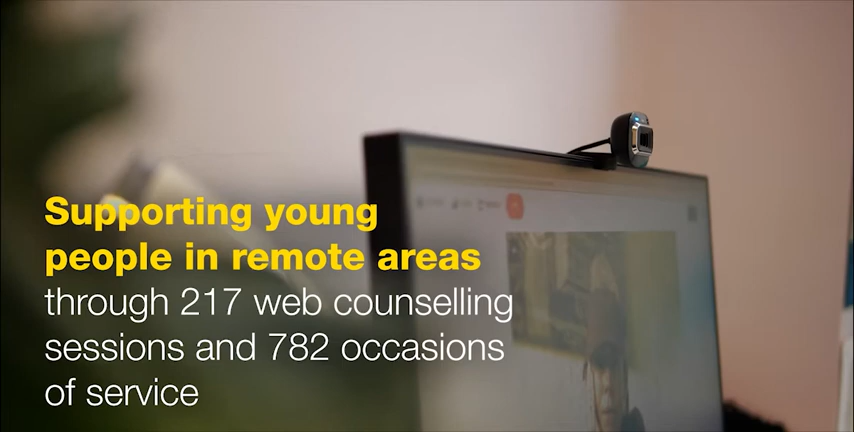 Supporting young
people in remote areas
through 217 web counselling
sessions and 782 occasions
of service